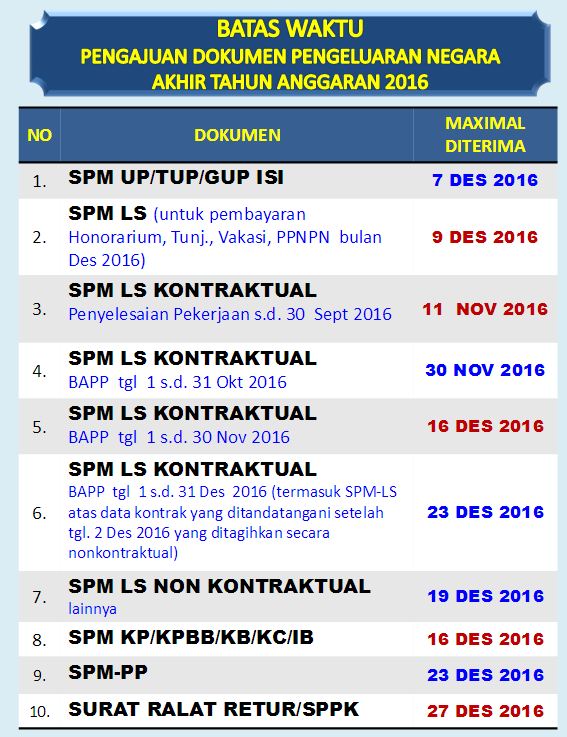 BATAS WAKTU
PENGAJUAN DOKUMEN PENGELUARAN NEGARA
AKHIR TAHUN ANGGARAN 2016
NO DOKUMEN MAXIMAL DITERIMA
1. SPM UP/TUP/GUP ISI 7 DES 2016
2. SPM LS (untuk pembayaran
Honorarium, Tunj., Vakasi, PPNPN bulan
Des 2016) 9 DES 2016
3. SPM LS KONTRAKTUAL
Penyelesaian Pekerjaan s.d. 30 Sept 2016 11 NOV 2016
4. SPM LS KONTRAKTUAL
BAPP tgl 1 s.d. 31 Okt 2016 30 NOV 2016
5. SPM LS KONTRAKTUAL
BAPP tgl 1 s.d. 30 Nov 2016 16 DES 2016
6. SPM LS KONTRAKTUAL
BAPP tgl 1 s.d. 31 Des 2016 (termasuk SPM-LS
atas data kontrak yang ditandatangani setelah
tgl. 2 Des 2016 yang ditagihkan secara
nonkontraktual) 23 DES 2016
7. SPM LS NON KONTRAKTUAL
lainnya 19 DES 2016
8. SPM KP/KPBB/KB/KC/IB 16 DES 2016
9. SPM-PP 23 DES 2016
10. SURAT RALAT RETUR/SPPK 27 DES 2016